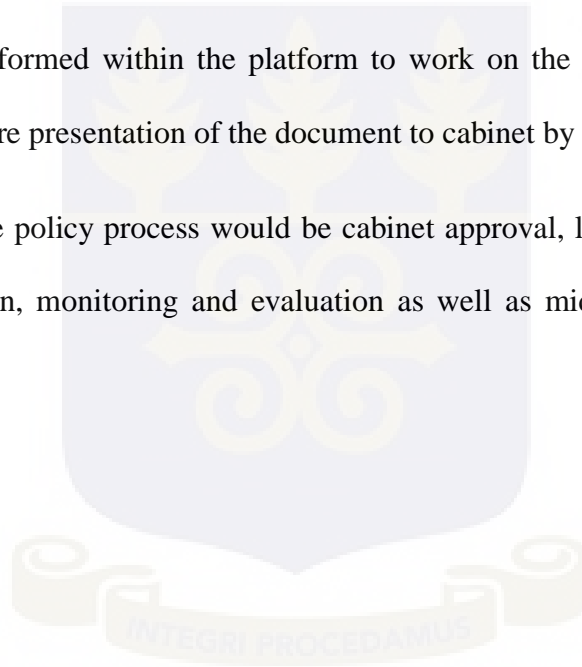 formed within the platform to work on the
re presentation of the document to cabinet by
e policy process would be cabinet approval, l
n, monitoring and evaluation as well as mic
INTEGRI PROCEDAMUS